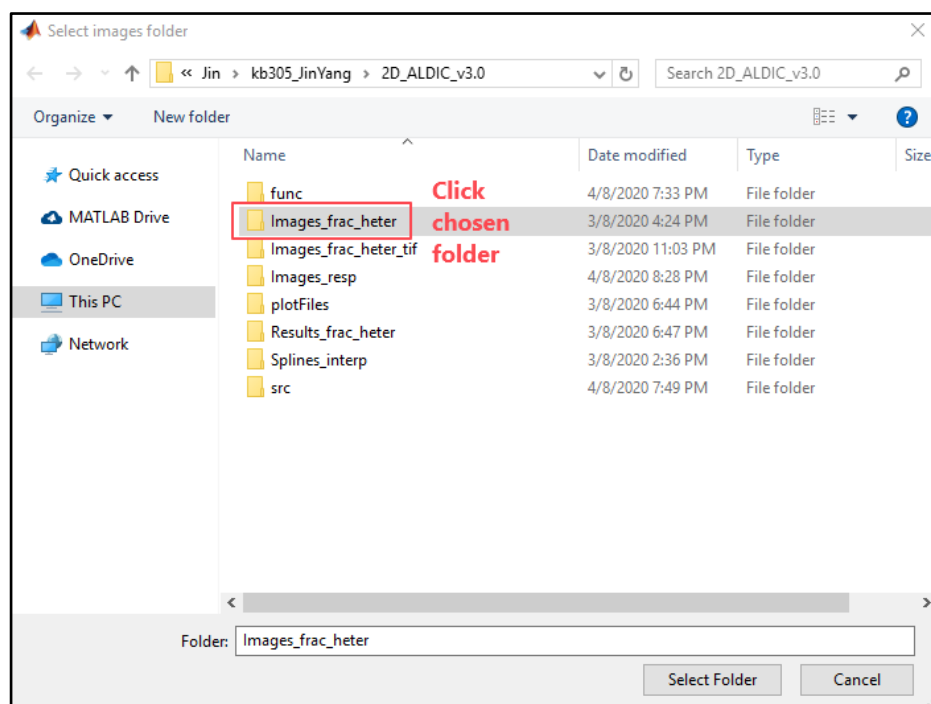 Select images folder
« Jin › kb305_JinYang › 2D_ALDIC_v3.0
Search 2D_ALDIC_v3.0
Organize
New folder
?
Name
Date modified
Type
Size
Quick access
MATLAB Drive
OneDrive
This PC
Network
func 4/8/2020 7:33 PM File folder
Images_frac_heter 3/8/2020 4:24 PM File folder
Images_frac_heter_tif 3/8/2020 11:03 PM File folder
Images_resp 4/8/2020 8:28 PM File folder
plotFiles 3/8/2020 6:44 PM File folder
Results_frac_heter 3/8/2020 6:47 PM File folder
Splines_interp 3/8/2020 2:36 PM File folder
src 4/8/2020 7:49 PM File folder
Click
chosen
folder
Folder: Images_frac_heter
Select Folder
Cancel